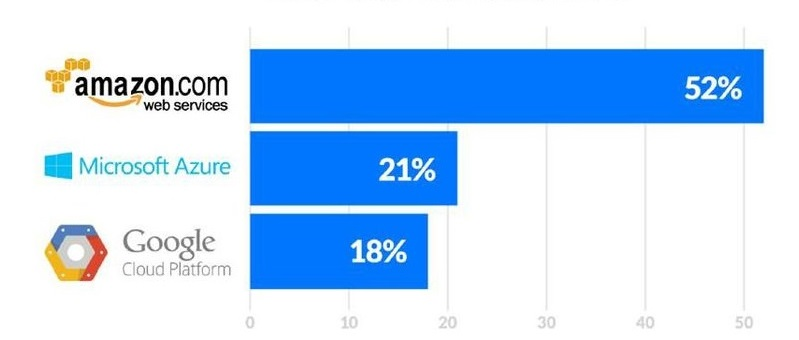 amazon.com
web services
52%
Microsoft Azure
21%
Google
Cloud Platform
18%
0 10 20 30 40 50